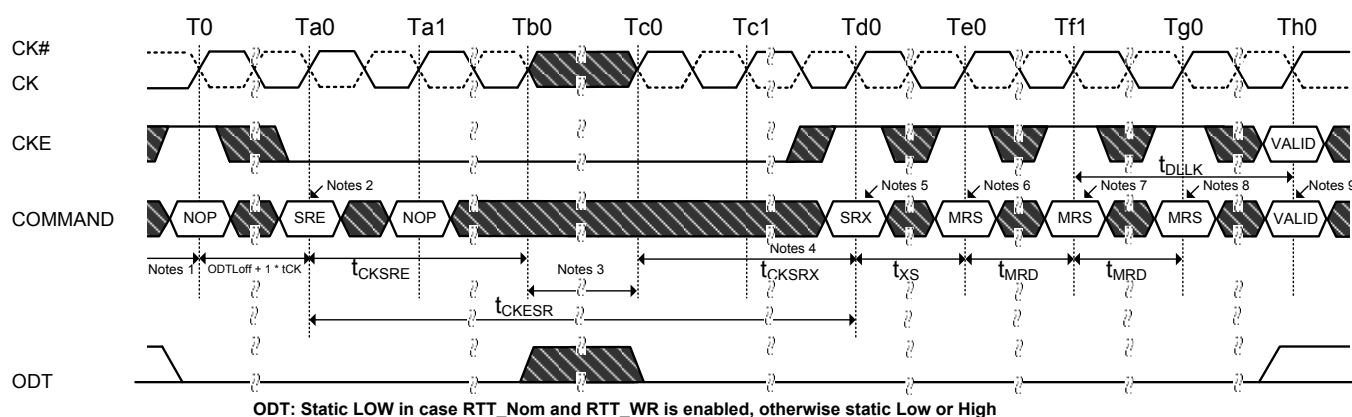 T0 Ta0 Ta1 Tb0 Tc0 Tc1 Td0 Te0 Tf1 Tg0 Th0
CK#
CK
CKE
VALID
tDLLK
Notes 2 Notes 5 Notes 6 Notes 7 Notes 8 Notes 9
COMMAND
NOP SRE NOP SRX MRS MRS MRS VALID
Notes 1 ODTLoff + 1 * tCK tCKSRE Notes 3 Notes 4 tCKSRX tXS tMRD tMRD
tCKESR
ODT
ODT: Static LOW in case RTT_Nom and RTT_WR is enabled, otherwise static Low or High